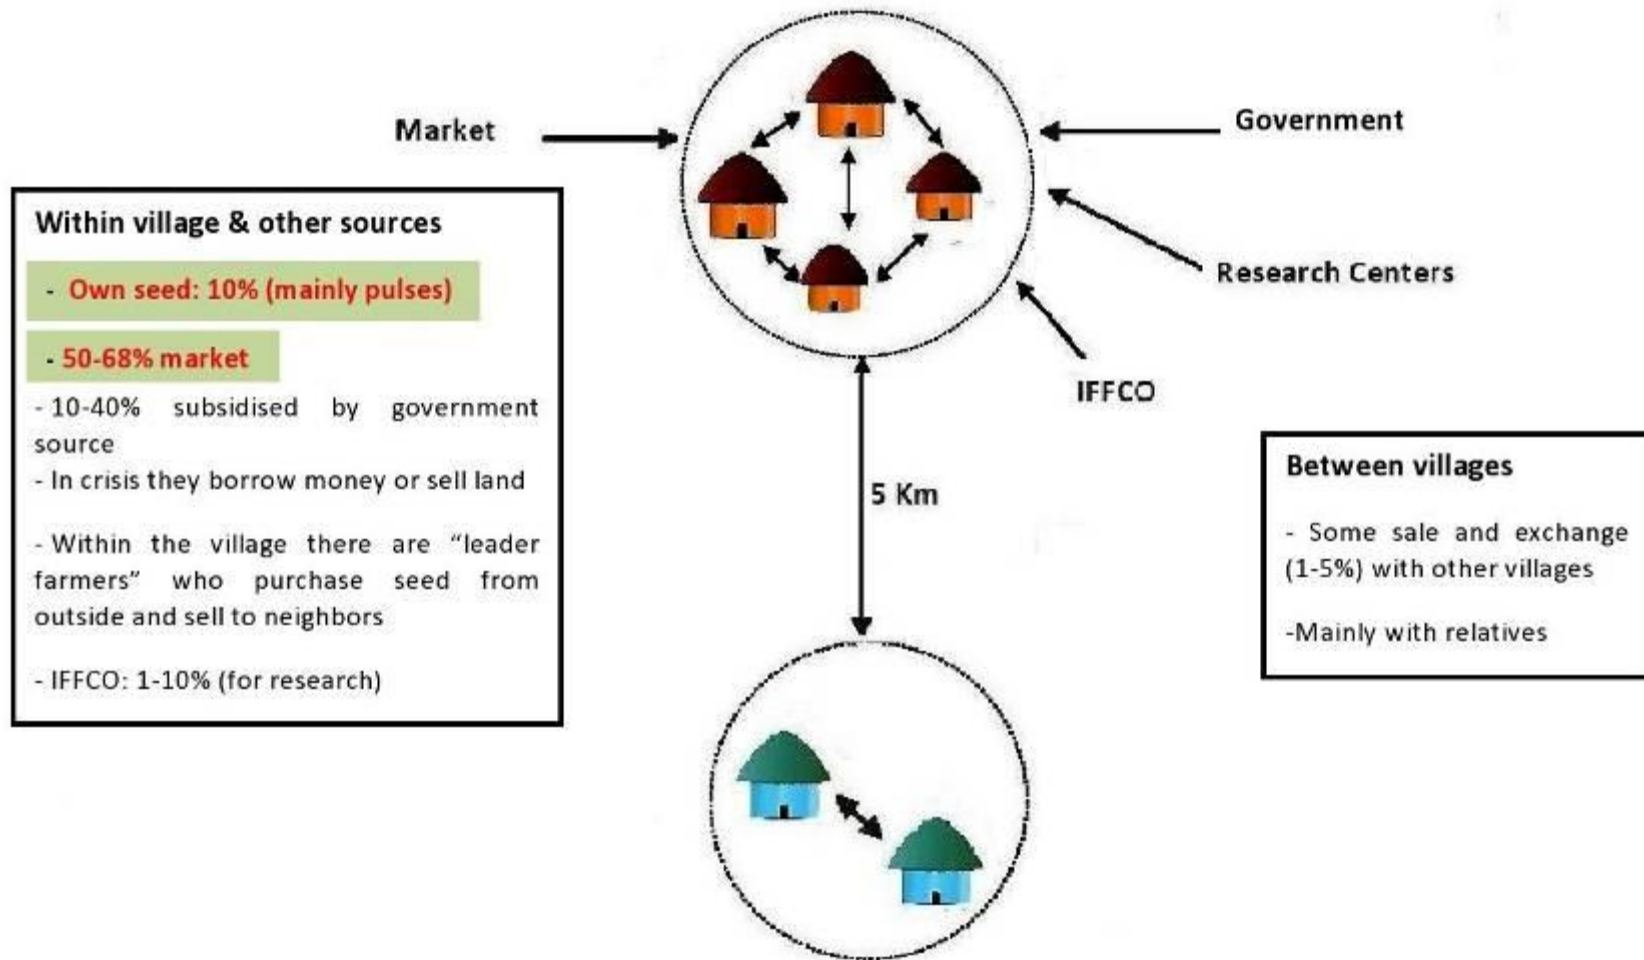 Market
Government
Research Centers
IFFCO
Within village & other sources
- Own seed: 10% (mainly pulses)
- 50-68% market
- 10-40% subsidised by government
source
- In crisis they borrow money or sell land
- Within the village there are “leader
farmers” who purchase seed from
outside and sell to neighbors
- IFFCO: 1-10% (for research)
5 Km
Between villages
- Some sale and exchange
(1-5%) with other villages
-Mainly with relatives